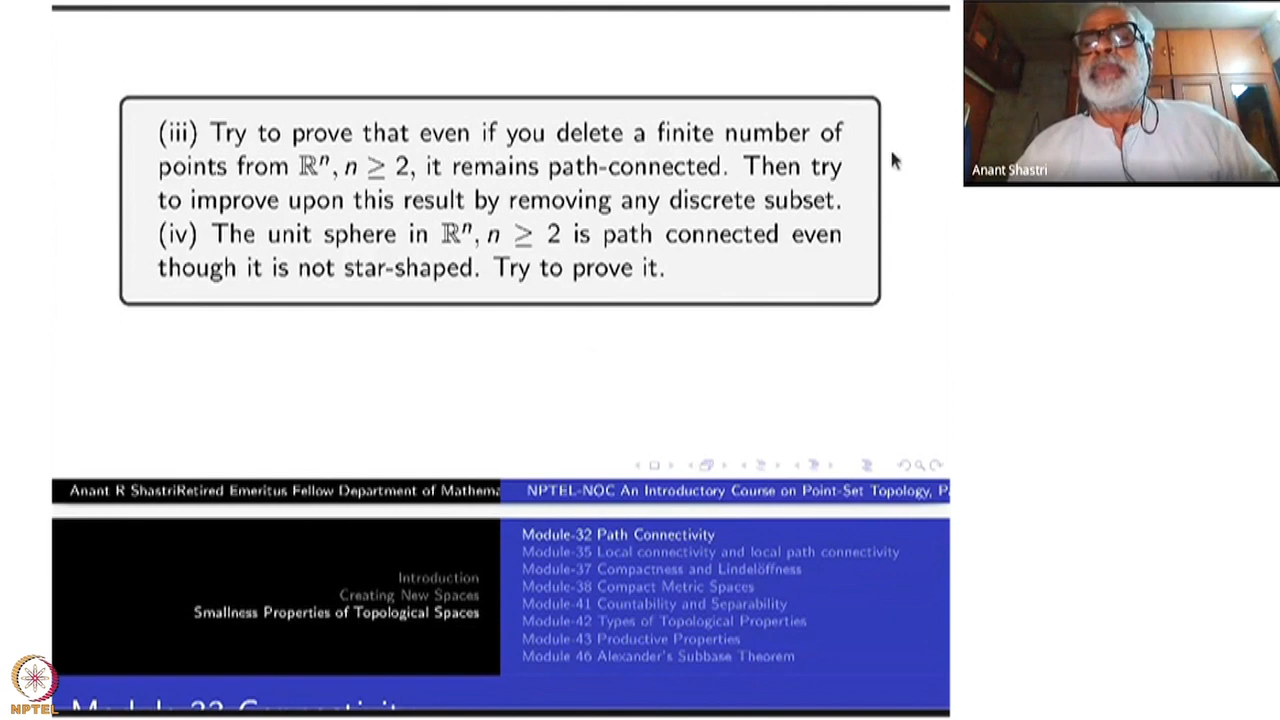 (iii) Try to prove that even if you delete a finite number of
points from ℝⁿ, n ≥ 2, it remains path-connected. Then try
to improve upon this result by removing any discrete subset.
(iv) The unit sphere in ℝⁿ, n ≥ 2 is path connected even
though it is not star-shaped. Try to prove it.
Anant Shastri
Anant R ShastriRetired Emeritus Fellow Department of Mathema
NPTEL-NOC An Introductory Course on Point-Set Topology, P
Introduction
Creating New Spaces
Smallness Properties of Topological Spaces
Module-32 Path Connectivity
Module-35 Local connectivity and local path connectivity
Module-37 Compactness and Lindelöffness
Module-38 Compact Metric Spaces
Module-41 Countability and Separability
Module-42 Types of Topological Properties
Module-43 Productive Properties
Module 46 Alexander's Subbase Theorem
NPTEL